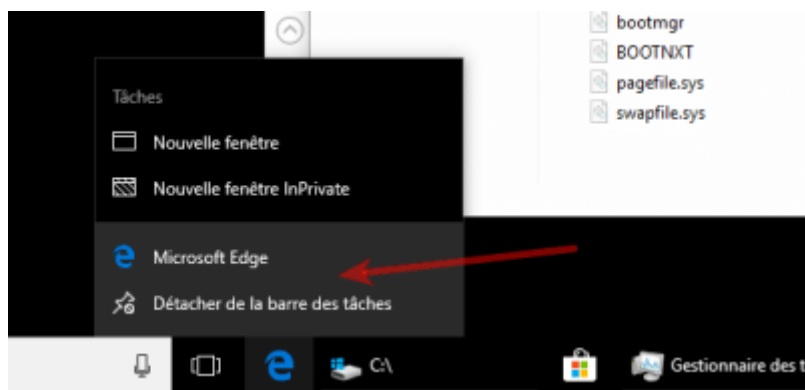 bootmgr
BOOTNXT
pagefile.sys
swapfile.sys
Tâches
Nouvelle fenêtre
Nouvelle fenêtre InPrivate
Microsoft Edge
Détacher de la barre des tâches
C:\
Gestionnaire des t